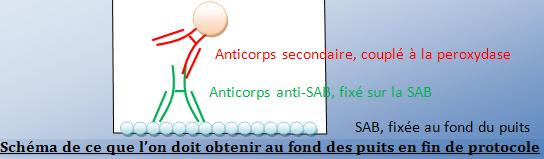 Anticorps secondaire, couplé à la peroxydase
Anticorps anti-SAB, fixé sur la SAB
SAB, fixée au fond du puits
Schéma de ce que l'on doit obtenir au fond des puits en fin de protocole